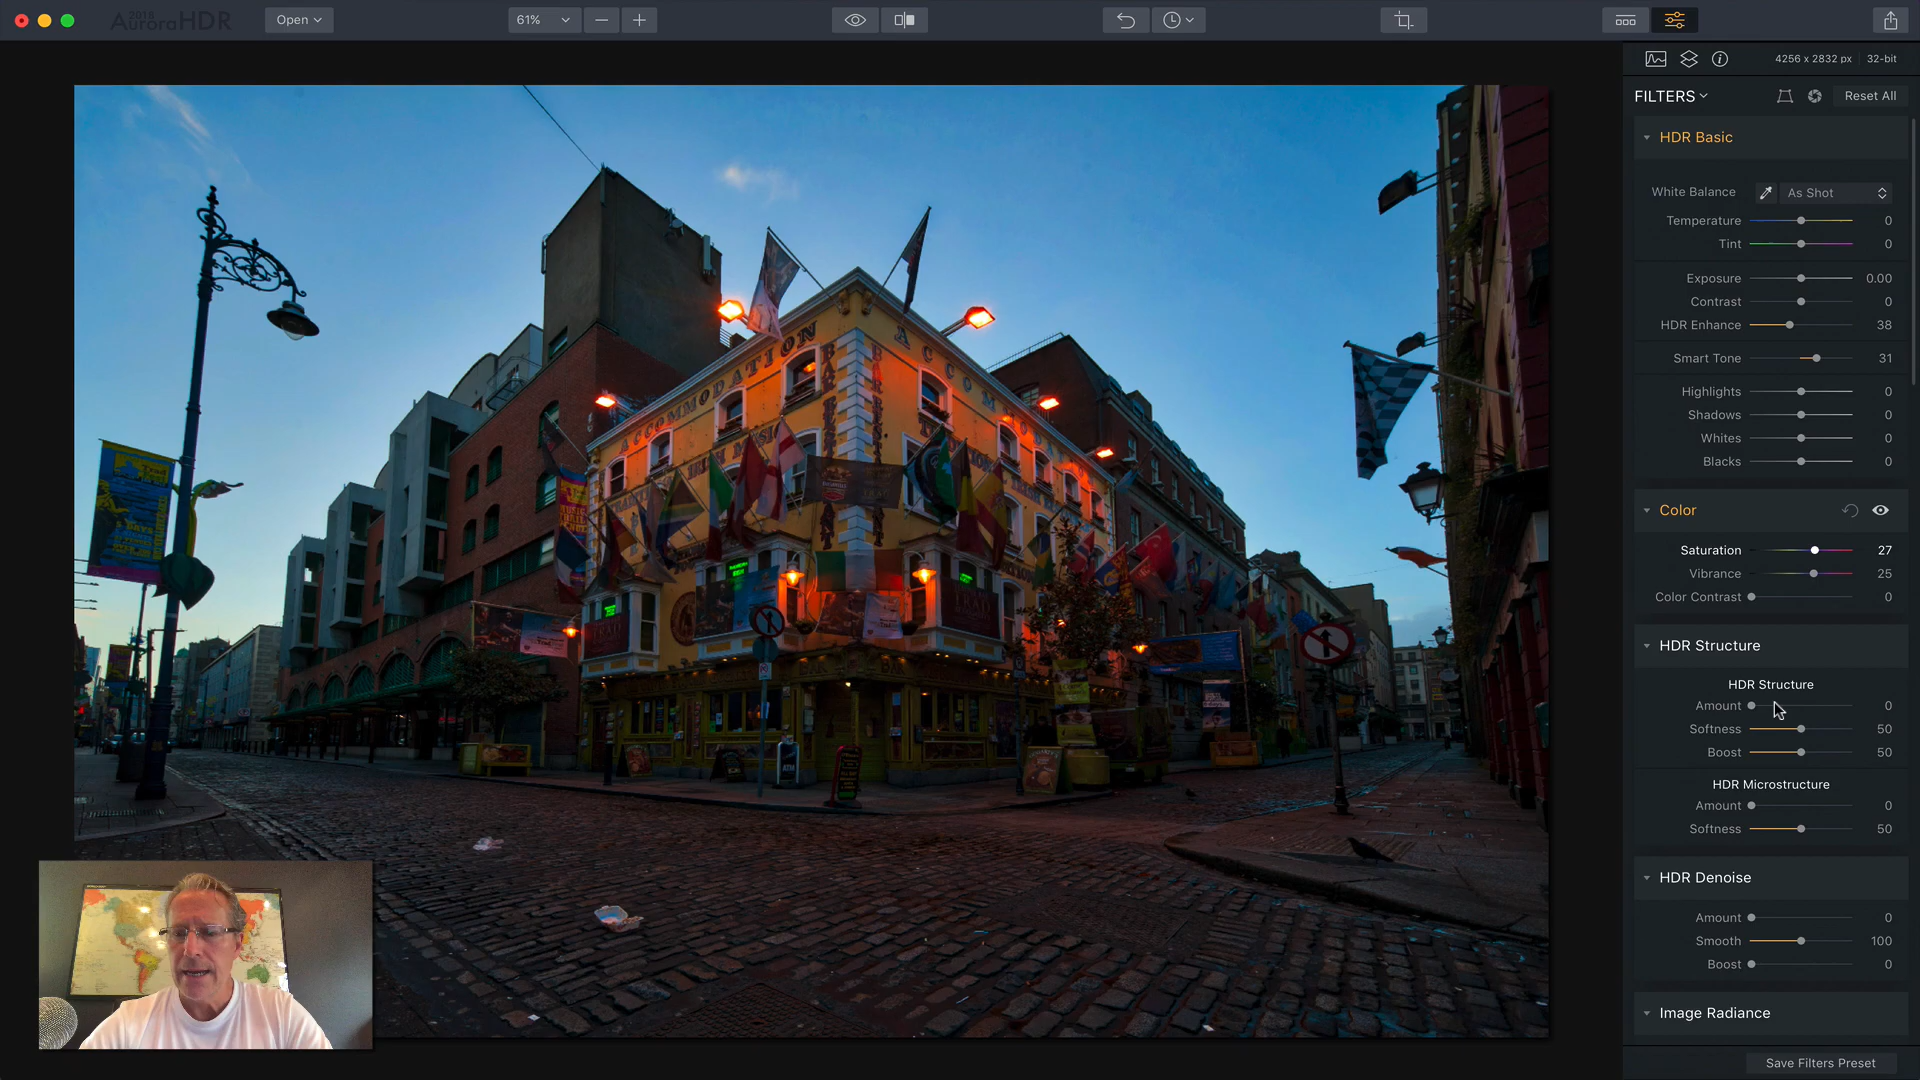 2018
AuroraHDR
Open
61%
4256 x 2832 px
32-bit
FILTERS
Reset All
HDR Basic
White Balance
As Shot
Temperature 0
Tint 0
Exposure 0.00
Contrast 0
HDR Enhance 38
Smart Tone 31
Highlights 0
Shadows 0
Whites 0
Blacks 0
Color
Saturation 27
Vibrance 25
Color Contrast 0
HDR Structure
HDR Structure
Amount 0
Softness 50
Boost 50
HDR Microstructure
Amount 0
Softness 50
HDR Denoise
Amount 0
Smooth 100
Boost 0
Image Radiance
Save Filters Preset
ACCOMMODATION
ATM